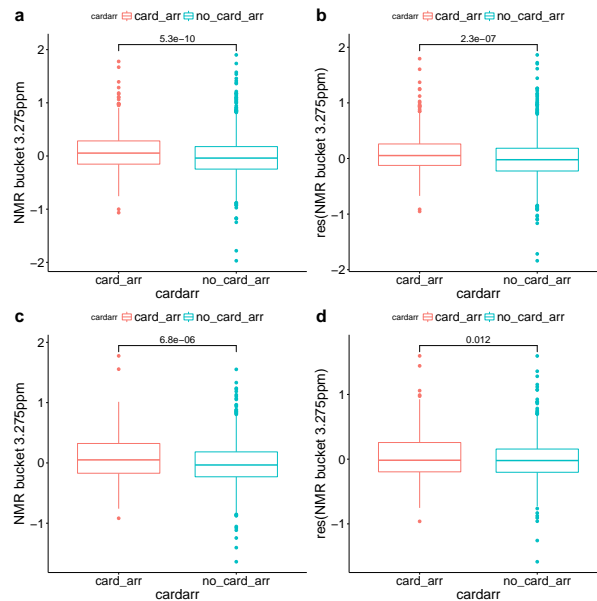 a
cardarr card_arr no_card_arr
5.3e−10
NMR bucket 3.275ppm
2
1
0
−1
−2
card_arr no_card_arr
cardarr
b
cardarr card_arr no_card_arr
2.3e−07
res(NMR bucket 3.275ppm)
2
1
0
−1
−2
card_arr no_card_arr
cardarr
c
cardarr card_arr no_card_arr
6.8e−06
NMR bucket 3.275ppm
2
1
0
−1
card_arr no_card_arr
cardarr
d
cardarr card_arr no_card_arr
0.012
res(NMR bucket 3.275ppm)
1
0
−1
card_arr no_card_arr
cardarr